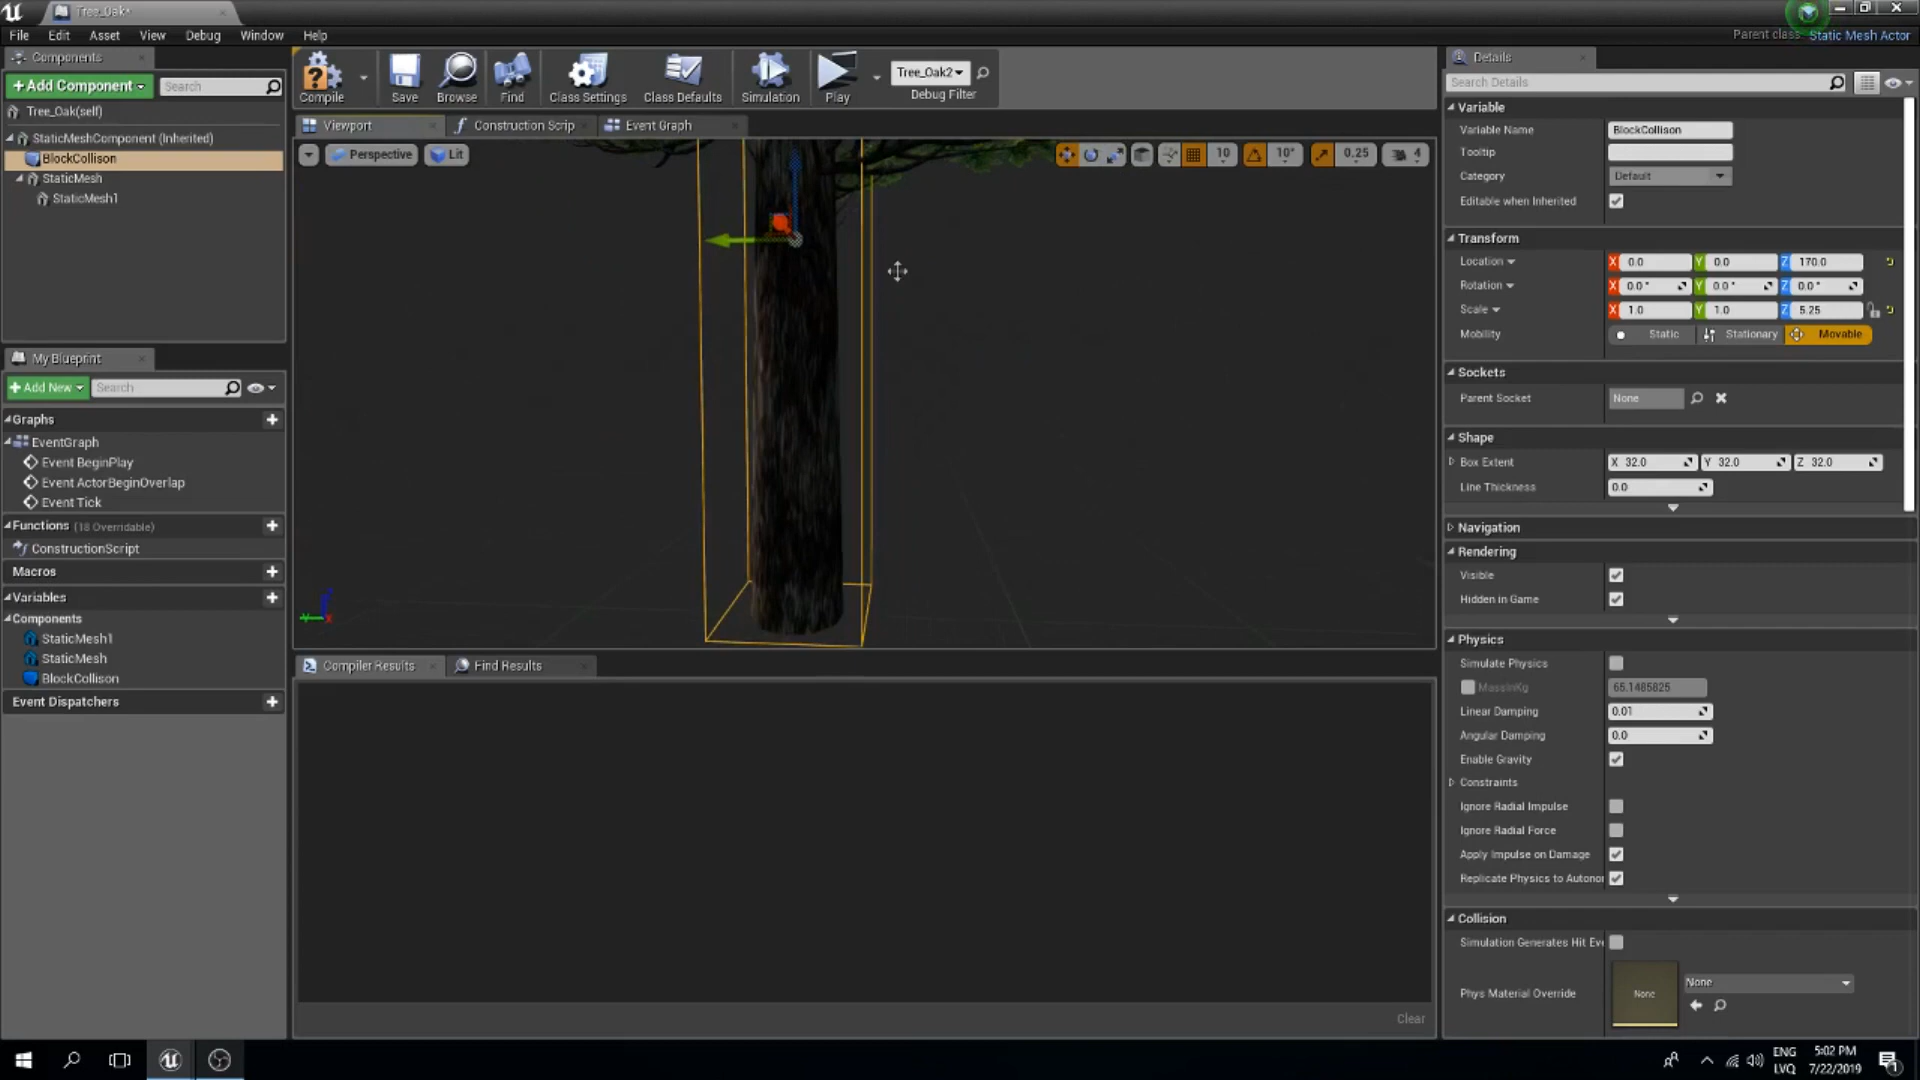 Tree_Oak*
File Edit Asset View Debug Window Help
Parent class: Static Mesh Actor
Components
+Add Component
Search
Tree_Oak(self)
StaticMeshComponent (Inherited)
BlockCollison
StaticMesh
StaticMesh1
My Blueprint
+Add New
Search
Graphs
EventGraph
Event BeginPlay
Event ActorBeginOverlap
Event Tick
Functions (18 Overridable)
ConstructionScript
Macros
Variables
Components
StaticMesh1
StaticMesh
BlockCollison
Event Dispatchers
Compile Save Browse Find Class Settings Class Defaults Simulation Play
Tree_Oak2
Debug Filter
Viewport Construction Scrip Event Graph
Perspective Lit
10 10° 0.25 4
Compiler Results Find Results
Clear
Details
Search Details
Variable
Variable Name BlockCollison
Tooltip
Category Default
Editable when Inherited
Transform
Location X 0.0 Y 0.0 Z 170.0
Rotation X 0.0° Y 0.0° Z 0.0°
Scale X 1.0 Y 1.0 Z 5.25
Mobility Static Stationary Movable
Sockets
Parent Socket None
Shape
Box Extent X 32.0 Y 32.0 Z 32.0
Line Thickness 0.0
Navigation
Rendering
Visible
Hidden in Game
Physics
Simulate Physics
MassInKg 65.1485825
Linear Damping 0.01
Angular Damping 0.0
Enable Gravity
Constraints
Ignore Radial Impulse
Ignore Radial Force
Apply Impulse on Damage
Replicate Physics to Autonor
Collision
Simulation Generates Hit Eve
Phys Material Override None None
ENG
LVQ
5:02 PM
7/22/2019
1